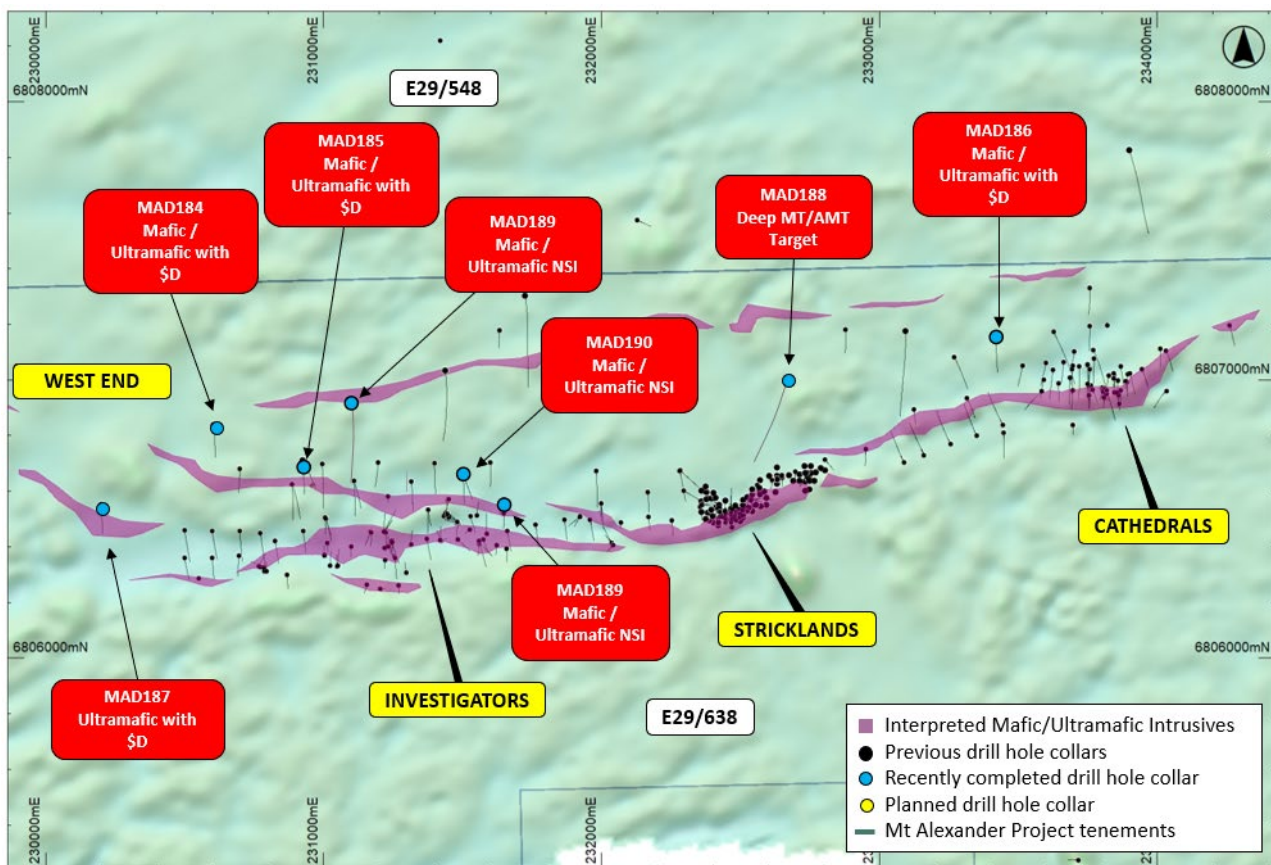 230000mE
231000mE
232000mE
233000mE
234000mE
6808000mN
6808000mN
E29/548
MAD185
Mafic /
Ultramafic with
$D
MAD186
Mafic /
Ultramafic with
$D
MAD184
Mafic /
Ultramafic with
$D
MAD189
Mafic /
Ultramafic NSI
MAD188
Deep MT/AMT
Target
MAD190
Mafic /
Ultramafic NSI
WEST END
6807000mN
CATHEDRALS
MAD189
Mafic /
Ultramafic NSI
STRICKLANDS
6806000mN
6806000mN
MAD187
Ultramafic with
$D
INVESTIGATORS
E29/638
Interpreted Mafic/Ultramafic Intrusives
Previous drill hole collars
Recently completed drill hole collar
Planned drill hole collar
Mt Alexander Project tenements
230000mE
231000mE
232000mE